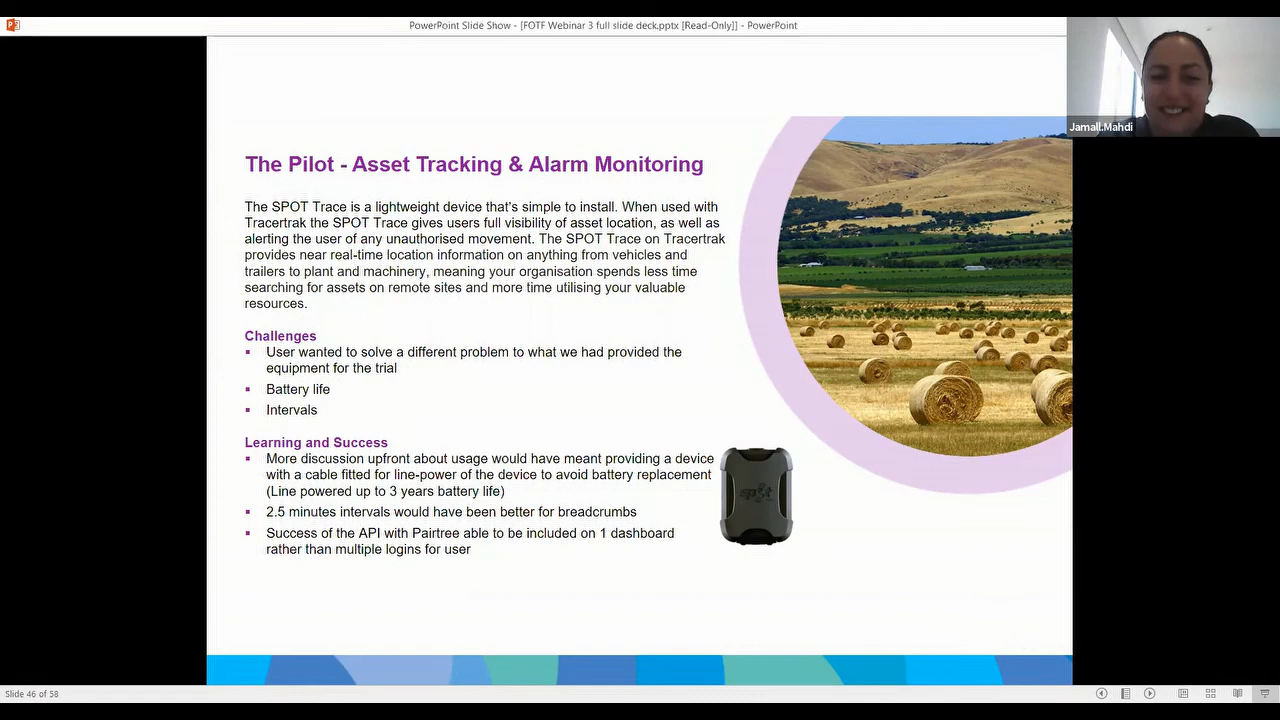 PowerPoint Slide Show - [FOTF Webinar 3 full slide deck.pptx [Read-Only]] - PowerPoint
Jamall.Mahdi
The Pilot - Asset Tracking & Alarm Monitoring
The SPOT Trace is a lightweight device that's simple to install. When used with
Tracertrak the SPOT Trace gives users full visibility of asset location, as well as
alerting the user of any unauthorised movement. The SPOT Trace on Tracertrak
provides near real-time location information on anything from vehicles and
trailers to plant and machinery, meaning your organisation spends less time
searching for assets on remote sites and more time utilising your valuable
resources.
Challenges
▪ User wanted to solve a different problem to what we had provided the
equipment for the trial
▪ Battery life
▪ Intervals
Learning and Success
▪ More discussion upfront about usage would have meant providing a device
with a cable fitted for line-power of the device to avoid battery replacement
(Line powered up to 3 years battery life)
▪ 2.5 minutes intervals would have been better for breadcrumbs
▪ Success of the API with Pairtree able to be included on 1 dashboard
rather than multiple logins for user
spot
Slide 46 of 58